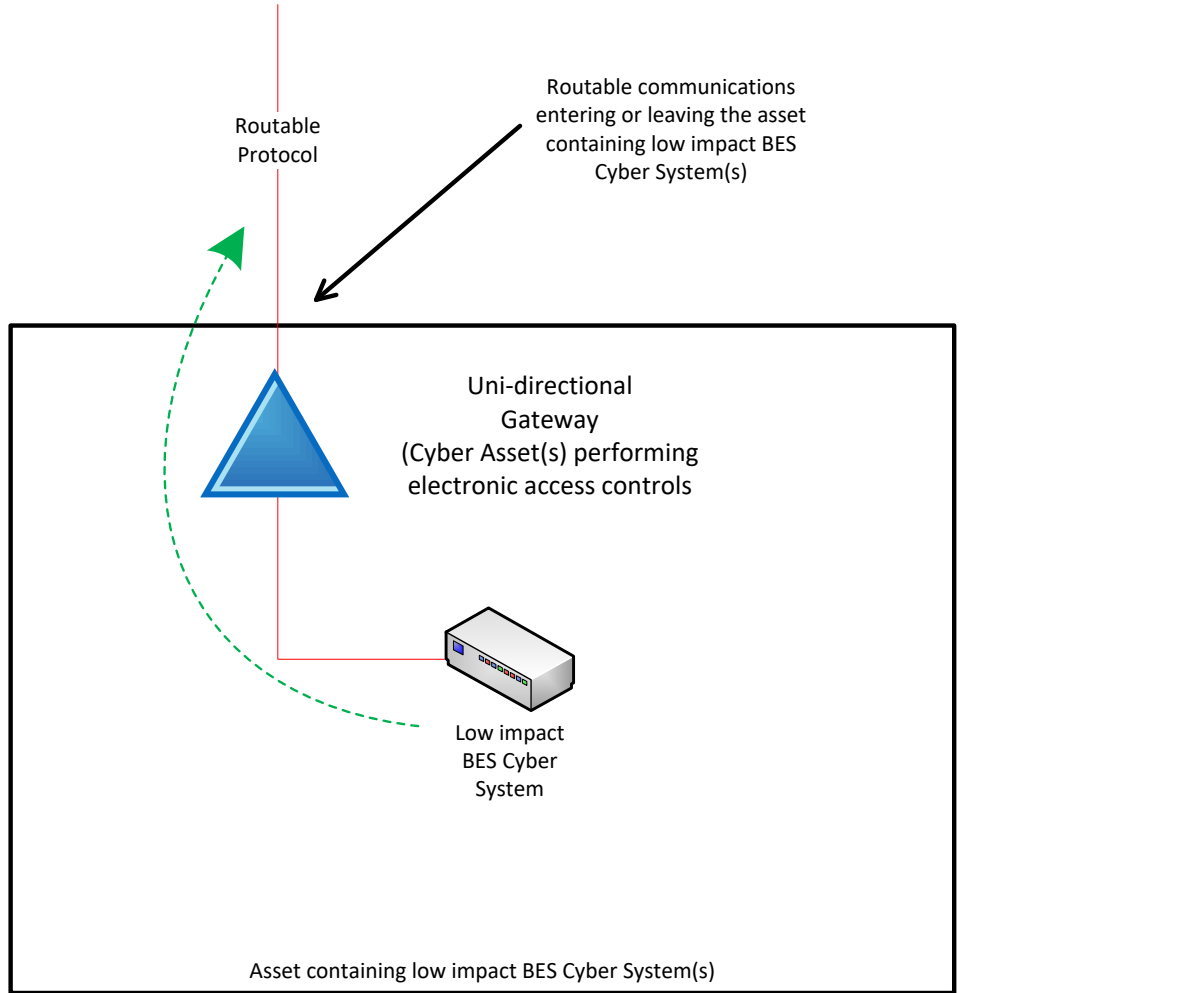 Routable
Protocol
Routable communications
entering or leaving the asset
containing low impact BES
Cyber System(s)
Uni-directional
Gateway
(Cyber Asset(s) performing
electronic access controls
Low impact
BES Cyber
System
Asset containing low impact BES Cyber System(s)